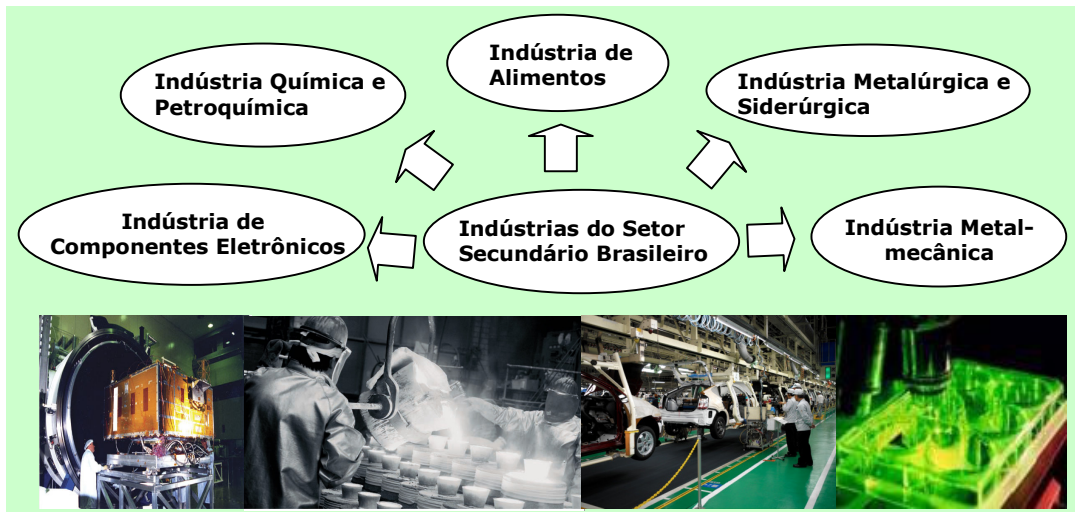 Indústria de
Alimentos
Indústria Química e
Petroquímica
Indústria Metalúrgica e
Siderúrgica
Indústria de
Componentes Eletrônicos
Indústrias do Setor
Secundário Brasileiro
Indústria Metal-
mecânica